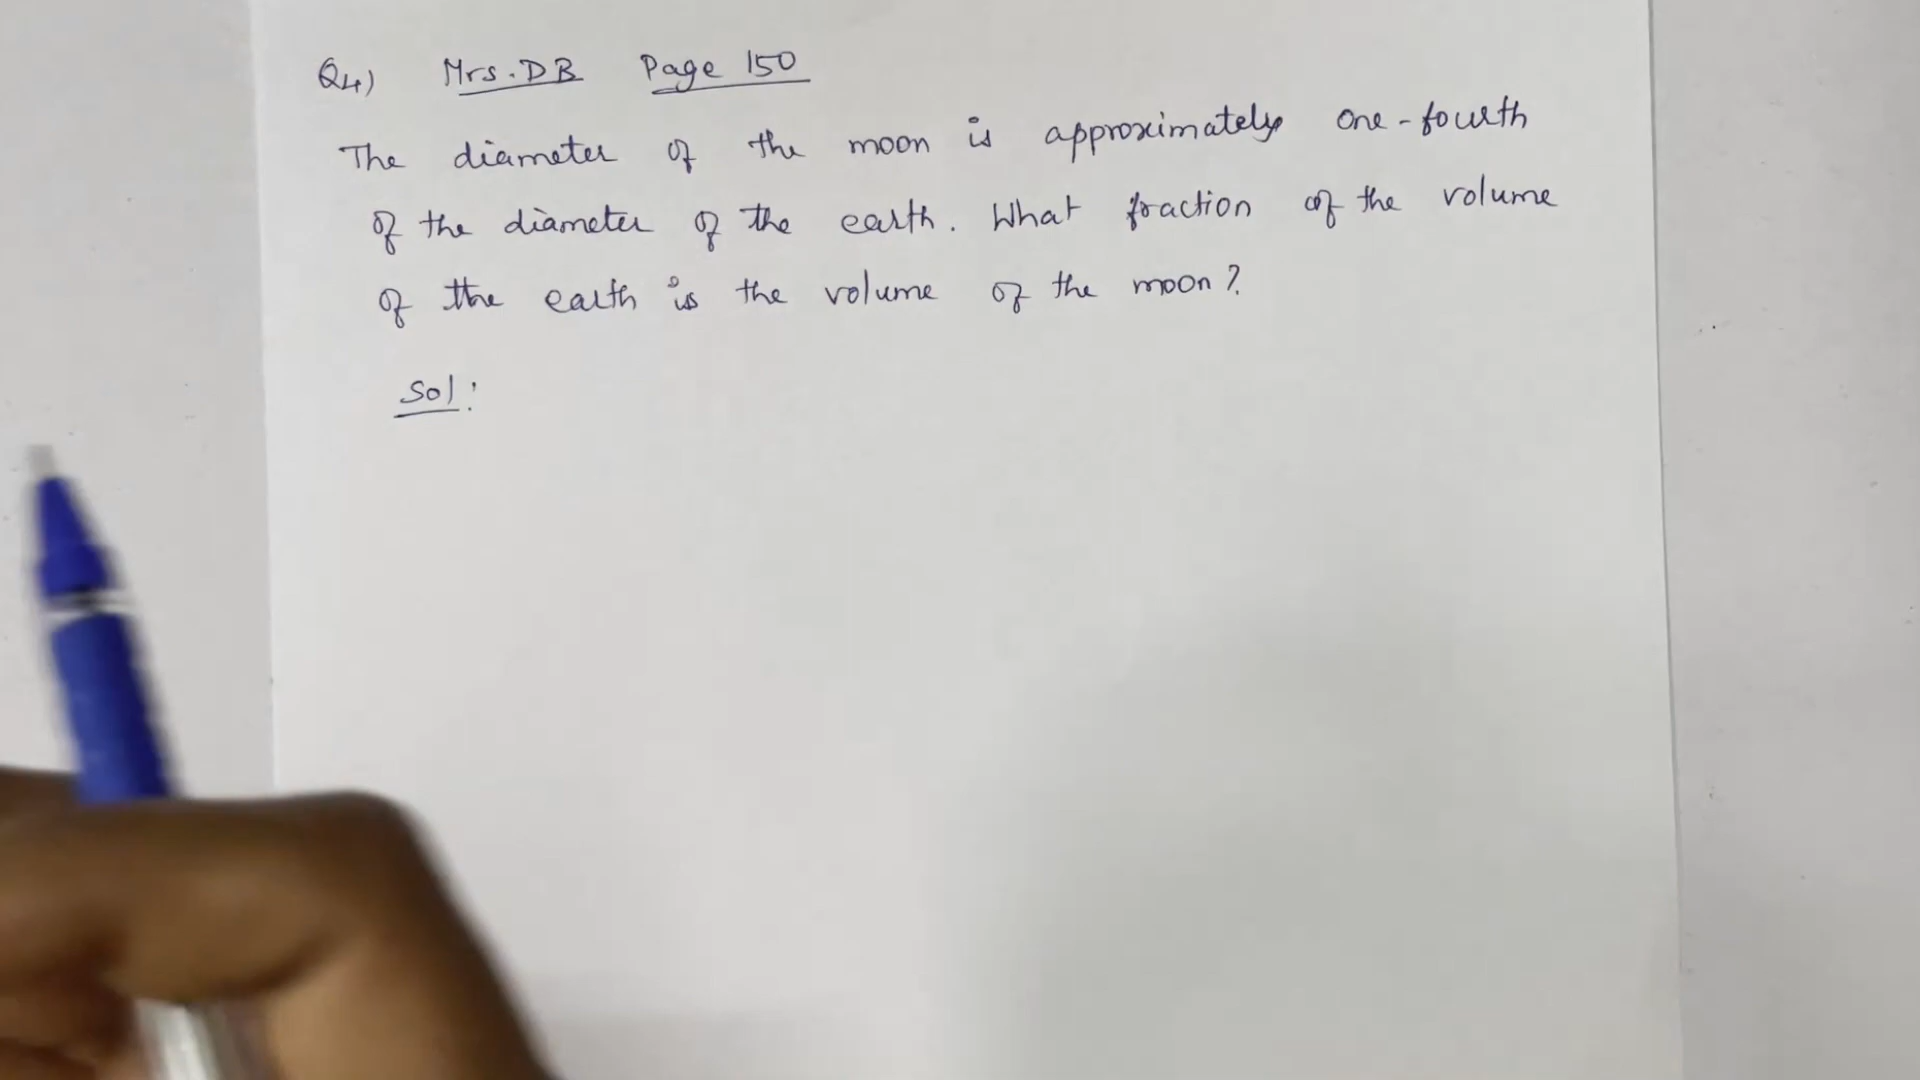 Q4) Mrs. DB Page 150
The diameter of the moon is approximately one-fourth
of the diameter of the earth. What fraction of the volume
of the earth is the volume of the moon?
Sol: